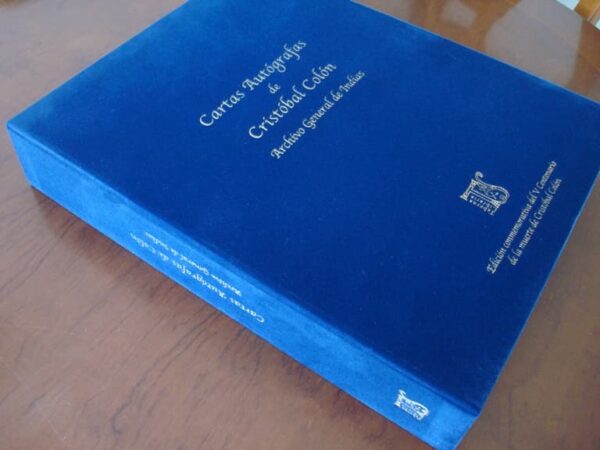 Cartas Autógrafas
de
Cristóbal Colón
Archivo General de Indias
Edición conmemorativa del V Centenario
de la muerte de Cristóbal Colón
Cartas Autógrafas de Colón
Archivo General de Indias